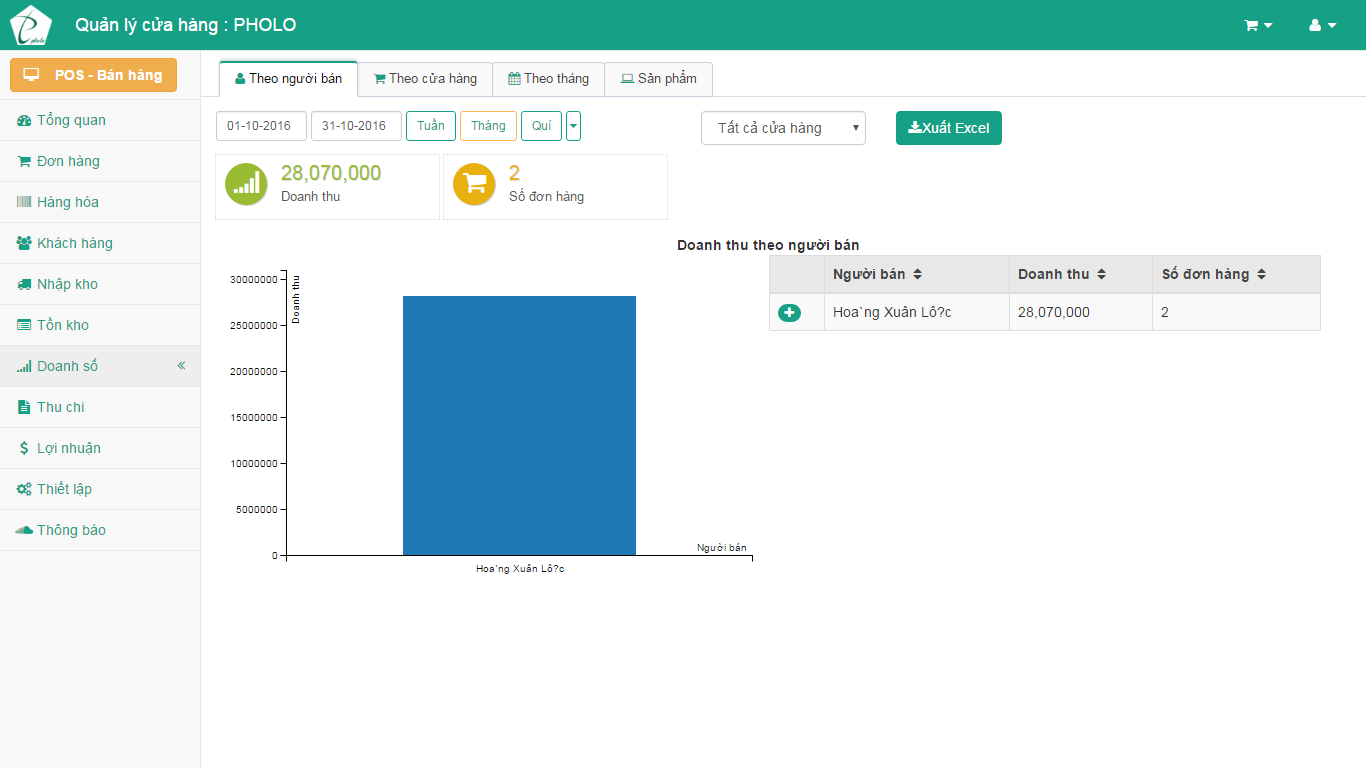 pholo
Quản lý cửa hàng : PHOLO
POS - Bán hàng
Tổng quan
Đơn hàng
Hàng hóa
Khách hàng
Nhập kho
Tồn kho
Doanh số
Thu chi
Lợi nhuận
Thiết lập
Thông báo
Theo người bán
Theo cửa hàng
Theo tháng
Sản phẩm
01-10-2016
31-10-2016
Tuần
Tháng
Quí
Tất cả cửa hàng
Xuất Excel
28,070,000
Doanh thu
2
Số đơn hàng
Doanh thu theo người bán
Doanh thu
30000000
25000000
20000000
15000000
10000000
5000000
0
Người bán
Hoa`ng Xuân Lô?c
Người bán Doanh thu Số đơn hàng
Hoa`ng Xuân Lô?c 28,070,000 2